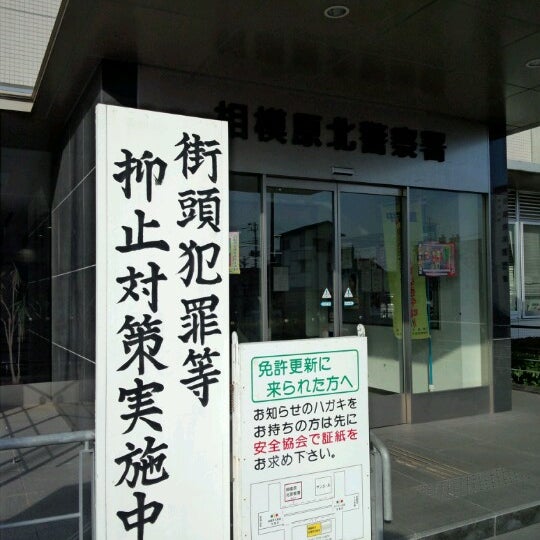 相模原北警察署
街頭犯罪等
抑止対策実施中
免許更新に
来られた方へ
お知らせのハガキを
お持ちの方は先に
安全協会で証紙を
お求め下さい。